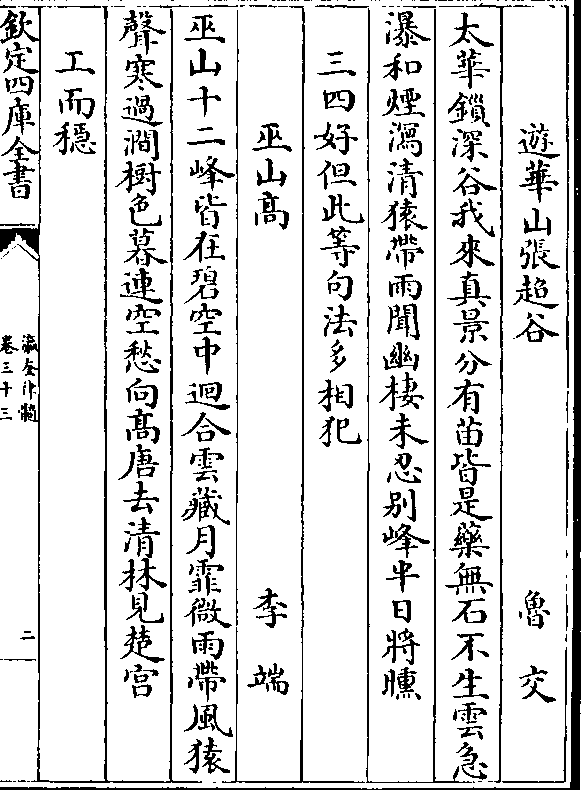 遊華山張超谷　魯交
太華鎖深谷我來真景分有苗皆是藥無石不生雲急
瀑和煙瀉清猿帶雨聞幽棲未忍别峰半日將曛
三四好但此等句法多相犯
巫山髙　李端
巫山十二峰皆在碧空中迴合雲藏月霏微雨帶風猿
聲寒過澗樹色暮連空愁向髙唐去清秋見楚宫
工而穩
欽定四庫全書
瀛奎律髓
卷三十三
二